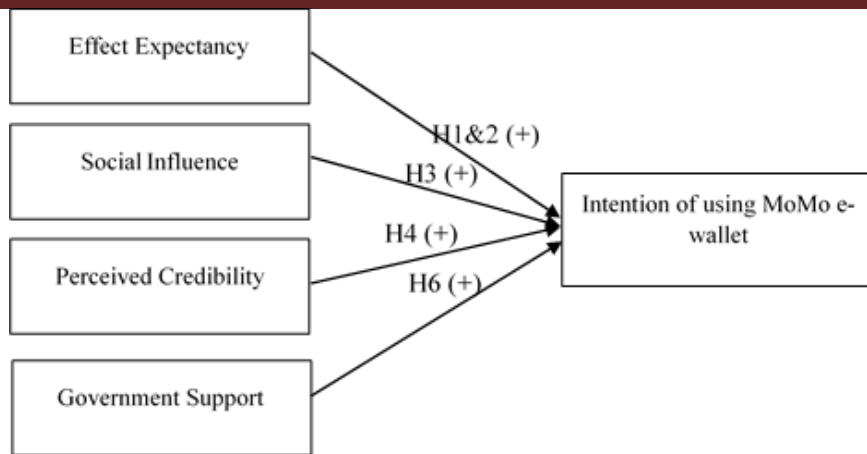 Effect Expectancy
H1&2 (+)
Social Influence
H3 (+)
Intention of using MoMo e-
wallet
H4 (+)
Perceived Credibility
H6 (+)
Government Support